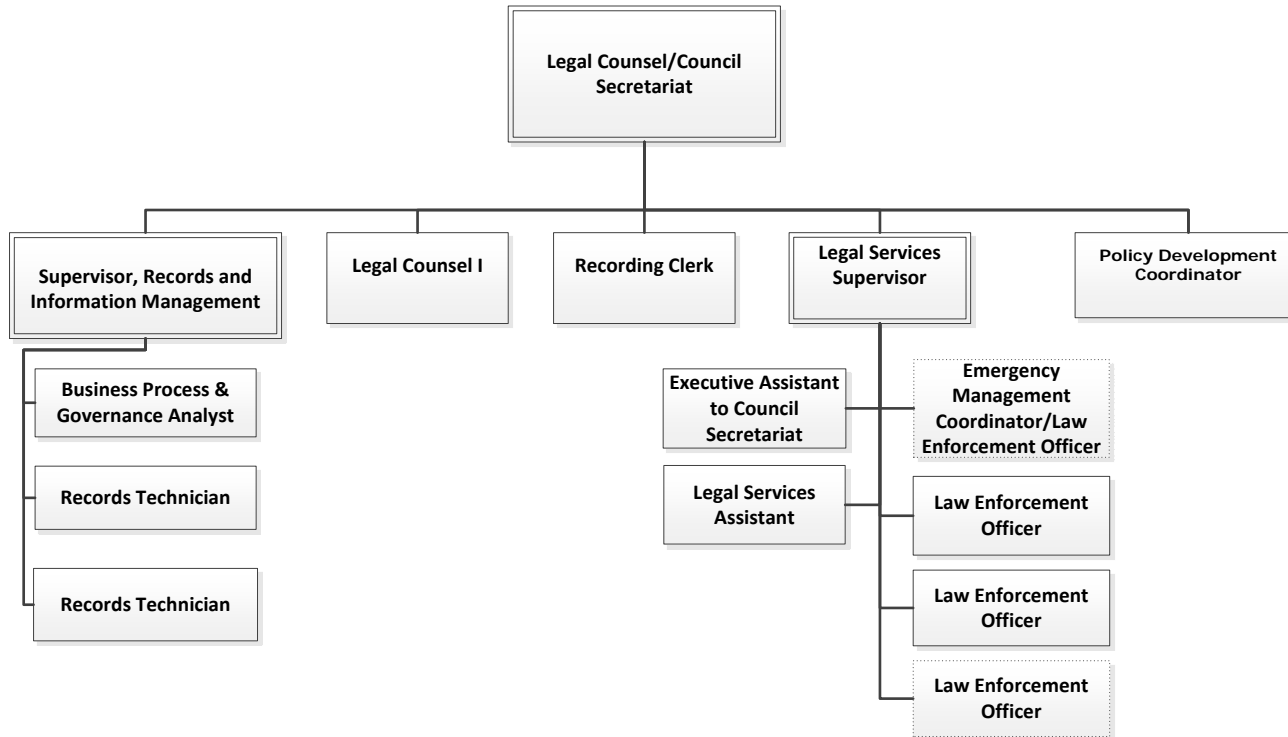 Legal Counsel/Council
Secretariat
Supervisor, Records and
Information Management
Legal Counsel I
Recording Clerk
Legal Services
Supervisor
Policy Development
Coordinator
Business Process &
Governance Analyst
Records Technician
Records Technician
Executive Assistant
to Council
Secretariat
Legal Services
Assistant
Emergency
Management
Coordinator/Law
Enforcement Officer
Law Enforcement
Officer
Law Enforcement
Officer
Law Enforcement
Officer